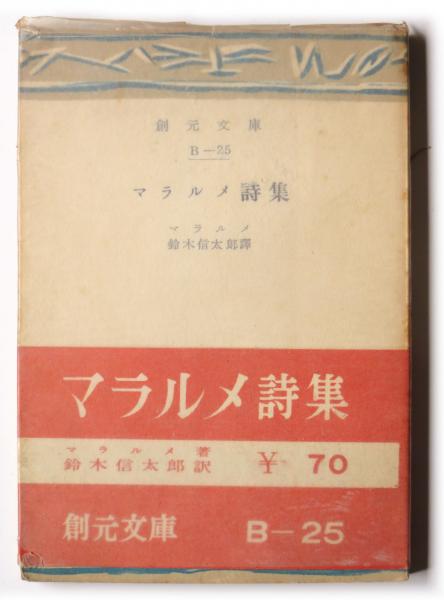 創元文庫
B－25
マラルメ詩集
マラルメ
鈴木信太郎譯
マラルメ詩集
マラルメ著
鈴木信太郎訳 ￥70
創元文庫 B－25